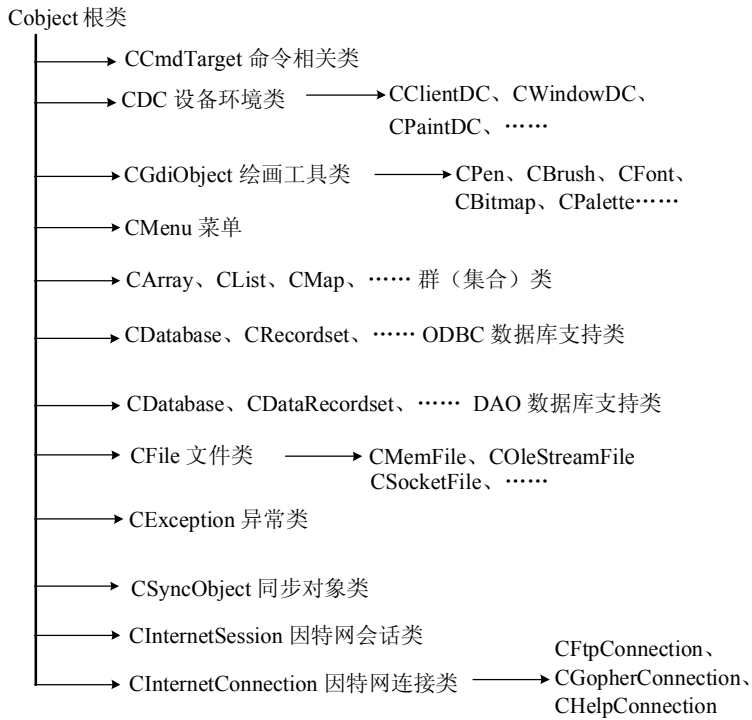 Cobject 根类
CCmdTarget 命令相关类
CDC 设备环境类
CClientDC、CWindowDC、
CPaintDC、……
CGdiObject 绘画工具类
CPen、CBrush、CFont、
CBitmap、CPalette……
CMenu 菜单
CArray、CList、CMap、…… 群（集合）类
CDatabase、CRecordset、…… ODBC 数据库支持类
CDatabase、CDataRecordset、…… DAO 数据库支持类
CFile 文件类
CMemFile、COleStreamFile
CSocketFile、……
CException 异常类
CSyncObject 同步对象类
CInternetSession 因特网会话类
CInternetConnection 因特网连接类
CFtpConnection、
CGopherConnection、
CHelpConnection